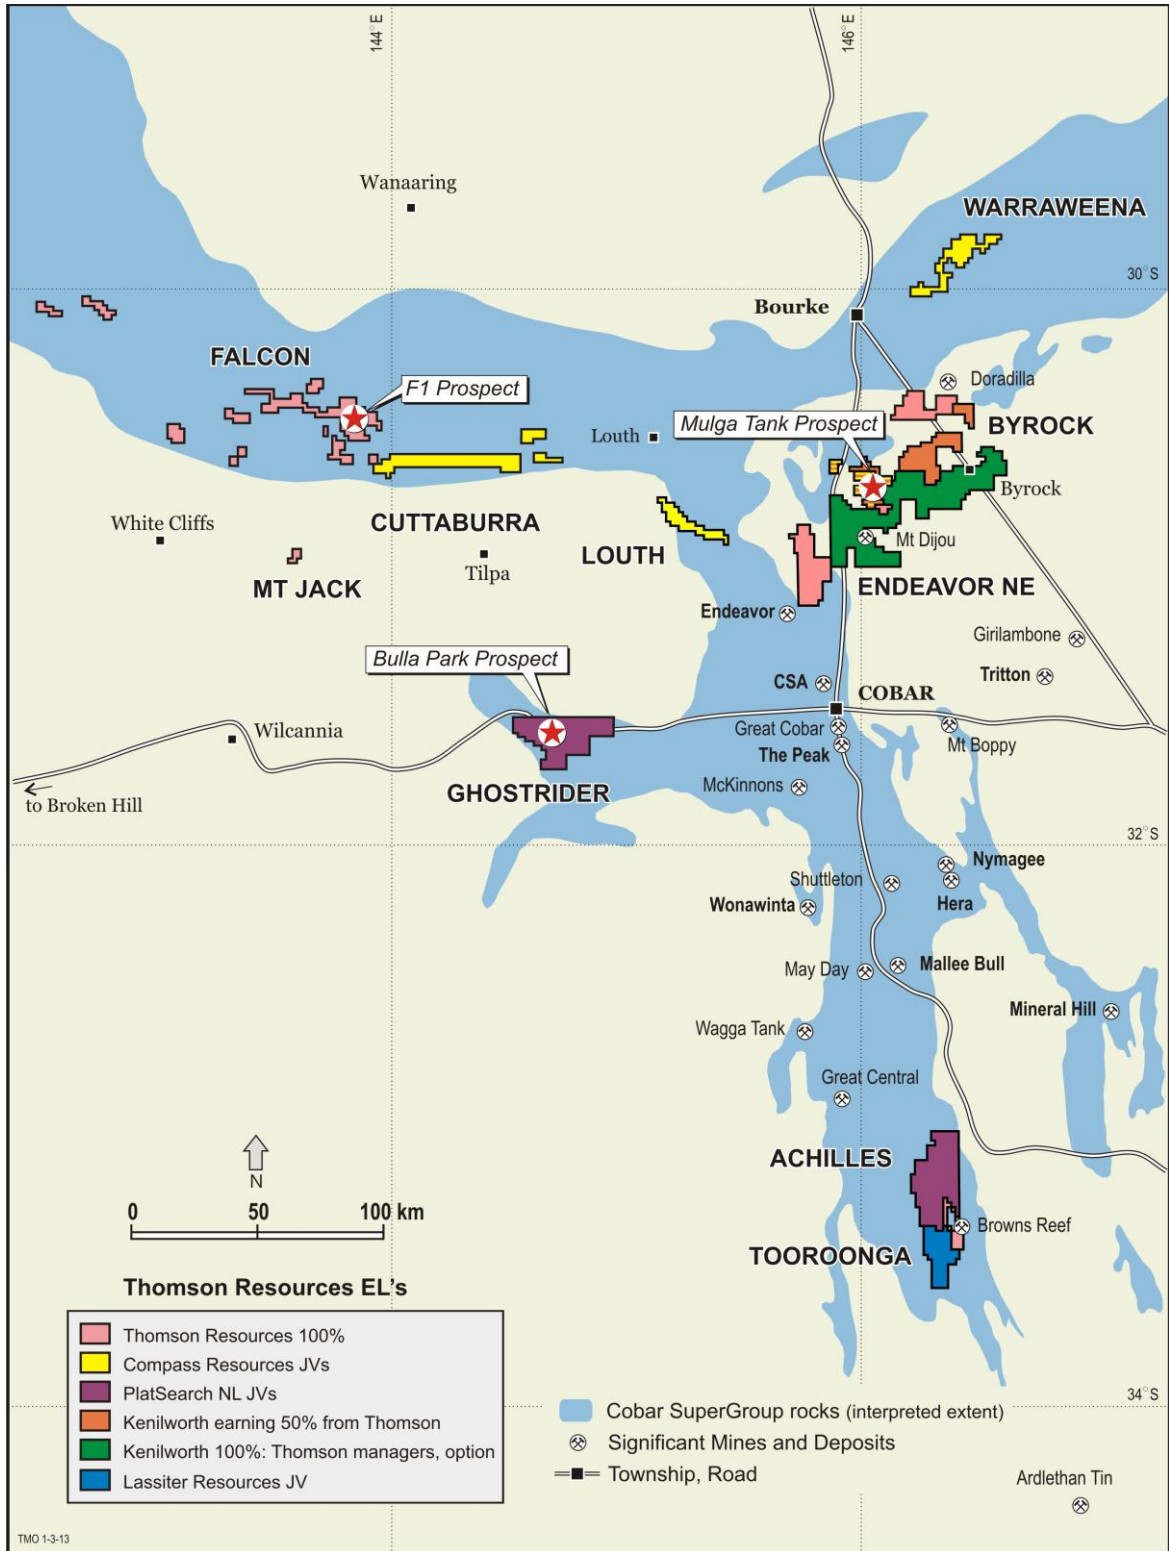 144°E
146°E
Wanaaring
WARRAWEENA
30°S
Bourke
FALCON
F1 Prospect
Doradilla
Mulga Tank Prospect
BYROCK
Louth
Byrock
White Cliffs
CUTTABURRA
Mt Dijou
LOUTH
Tilpa
MT JACK
ENDEAVOR NE
Endeavor
Girilambone
Bulla Park Prospect
Tritton
CSA
COBAR
Wilcannia
Great Cobar
Mt Boppy
The Peak
McKinnons
GHOSTRIDER
to Broken Hill
32°S
Nymagee
Shuttleton
Hera
Wonawinta
Mallee Bull
May Day
Mineral Hill
Wagga Tank
Great Central
N
ACHILLES
0 50 100 km
Browns Reef
TOOROONGA
Thomson Resources EL's
Thomson Resources 100%
Compass Resources JVs
PlatSearch NL JVs
Kenilworth earning 50% from Thomson
Kenilworth 100%: Thomson managers, option
Lassiter Resources JV
34°S
Cobar SuperGroup rocks (interpreted extent)
Significant Mines and Deposits
Township, Road
Ardlethan Tin
TMO 1-3-13